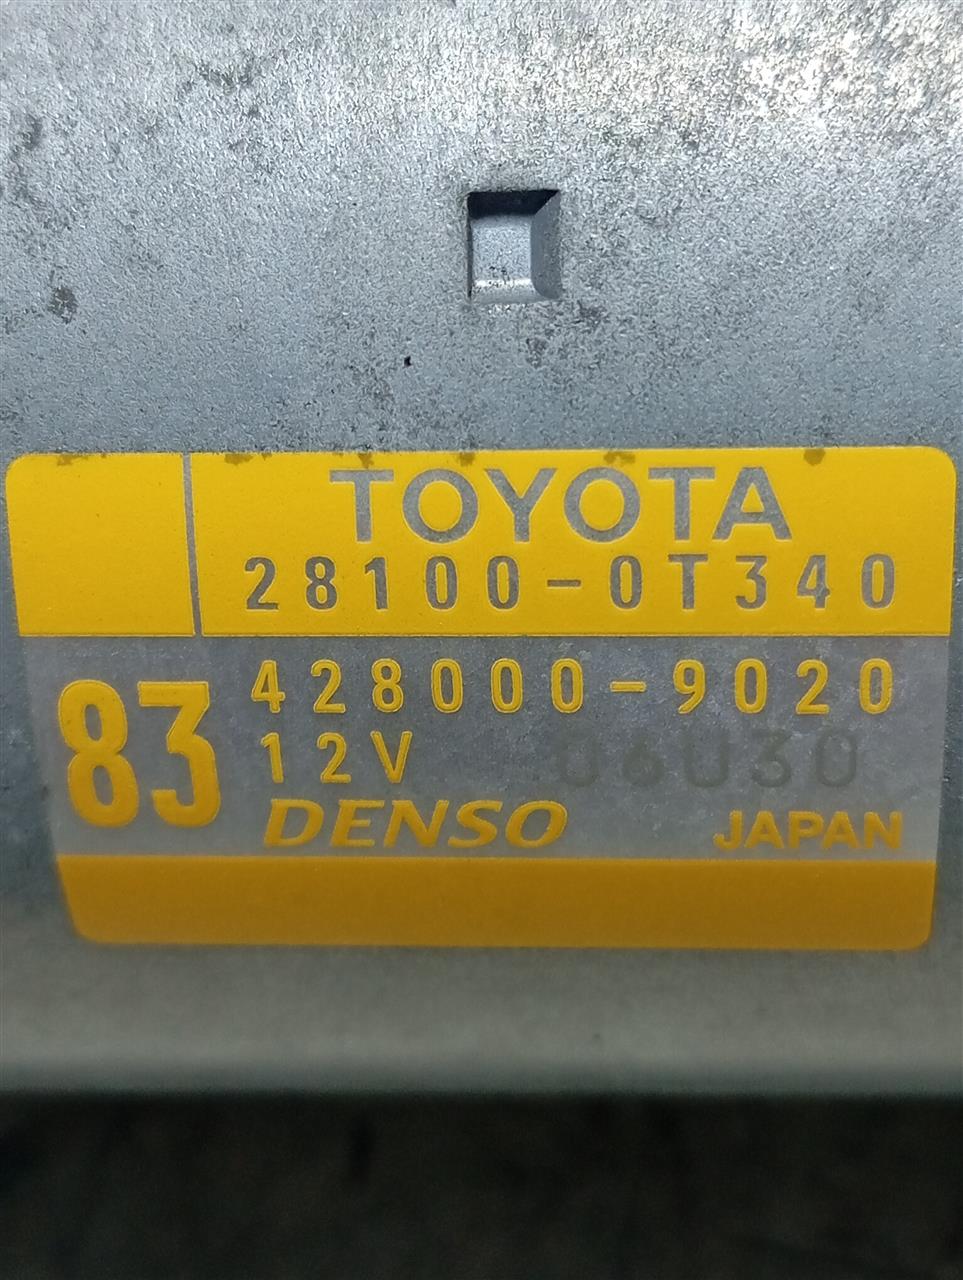 TOYOTA
28100-0T340
83
428000-9020
12V 06U30
DENSO JAPAN